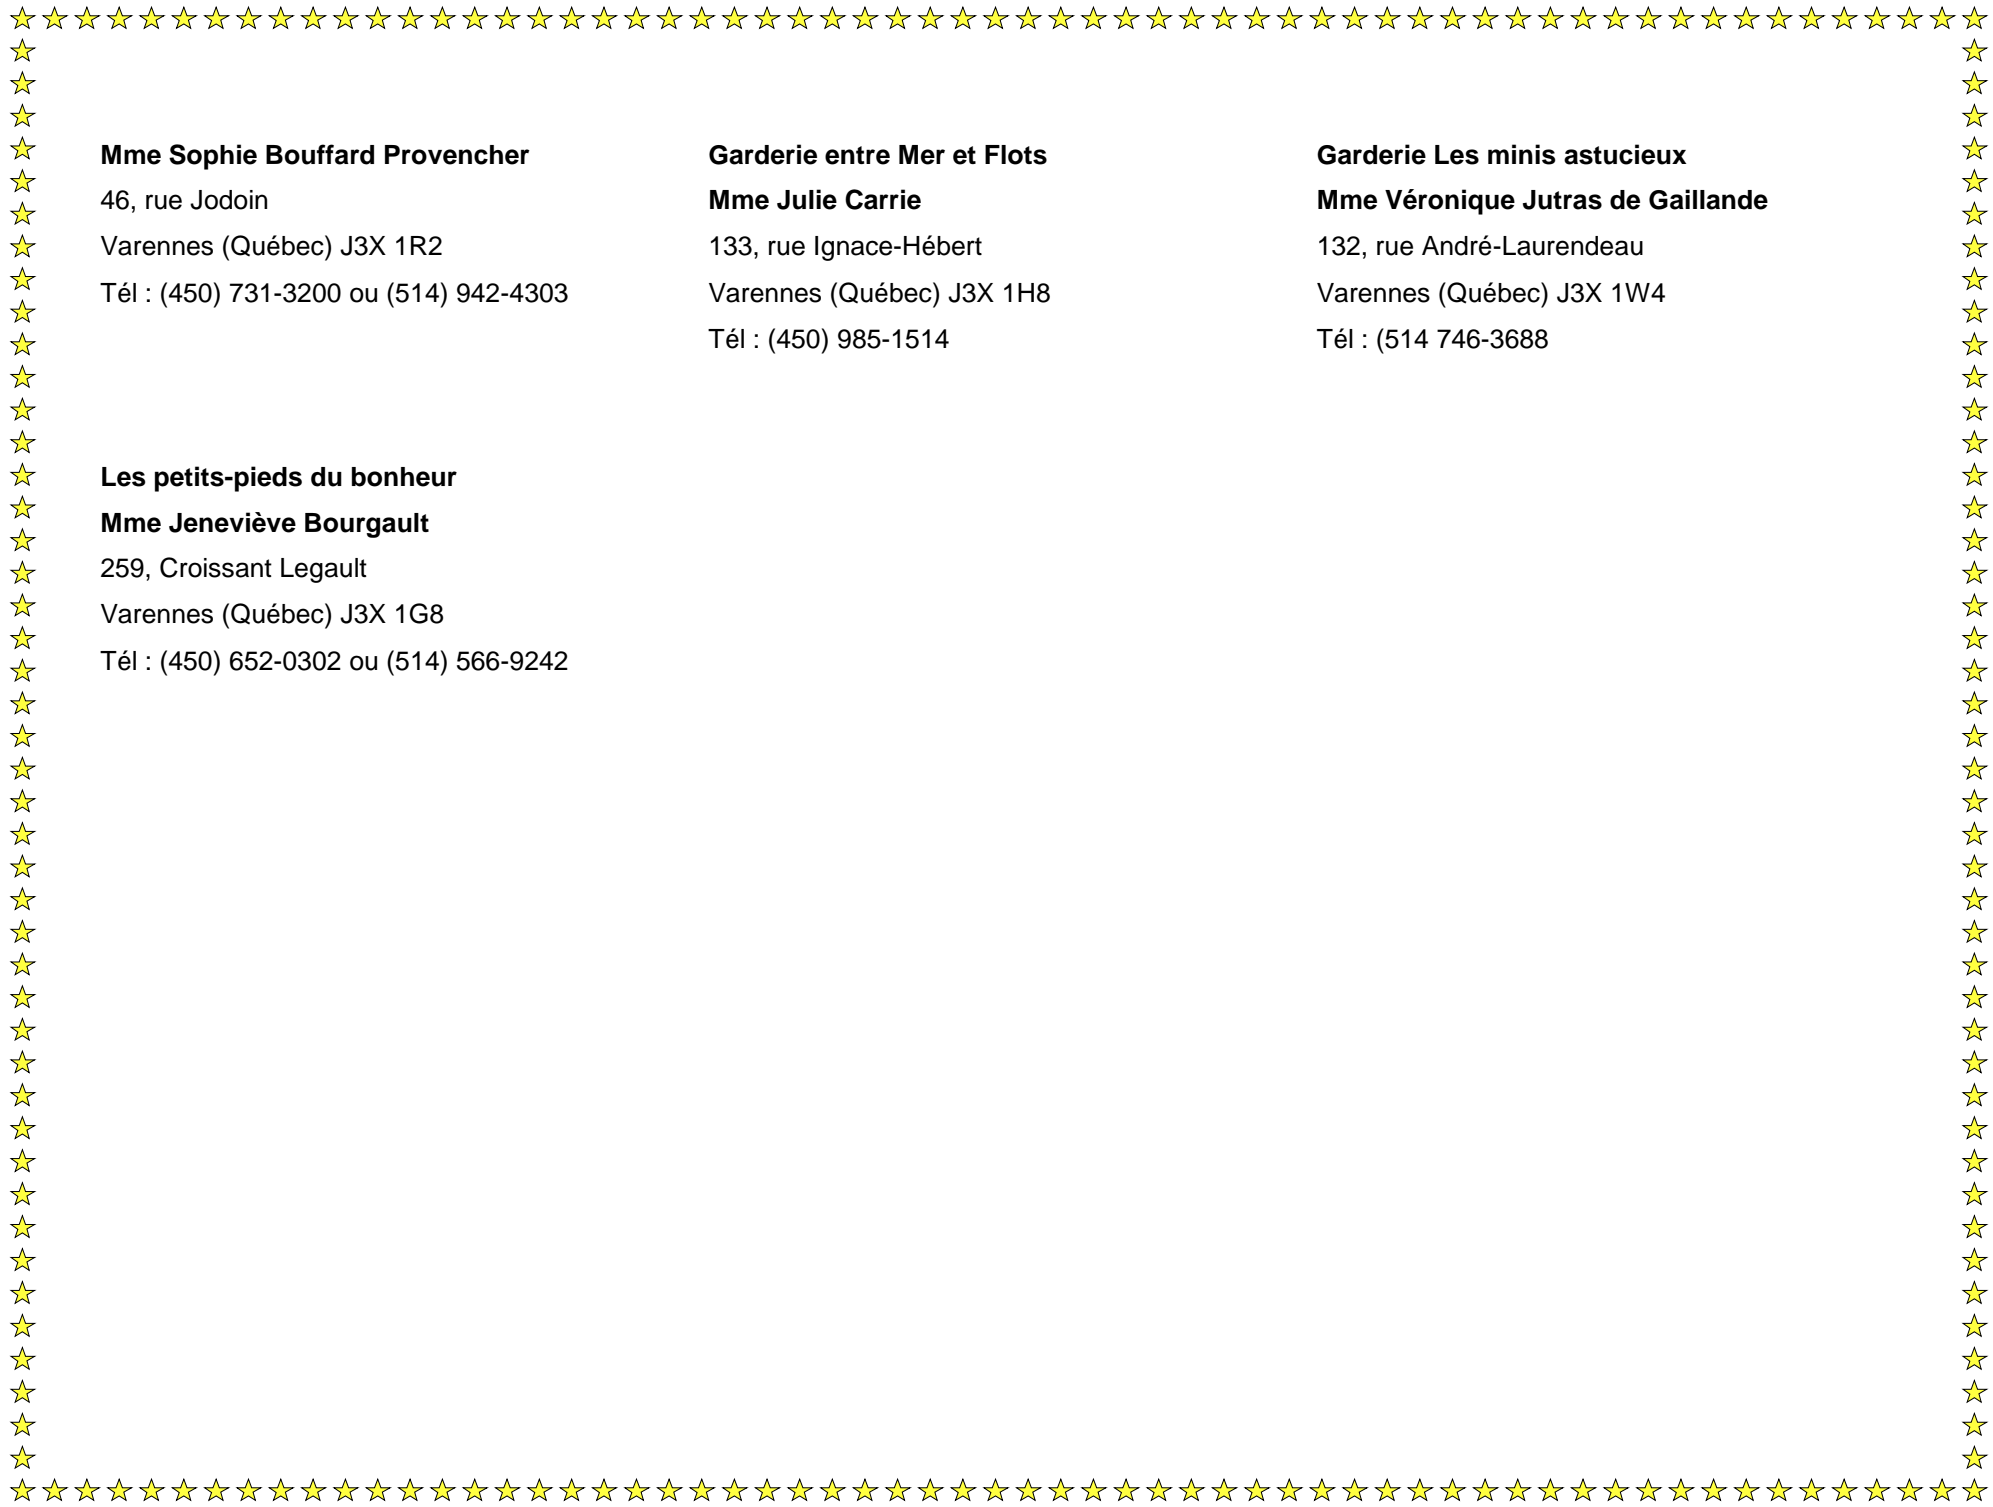 Mme Sophie Bouffard Provencher
46, rue Jodoin
Varennes (Québec) J3X 1R2
Tél : (450) 731-3200 ou (514) 942-4303
Garderie entre Mer et Flots
Mme Julie Carrie
133, rue Ignace-Hébert
Varennes (Québec) J3X 1H8
Tél : (450) 985-1514
Garderie Les minis astucieux
Mme Véronique Jutras de Gaillande
132, rue André-Laurendeau
Varennes (Québec) J3X 1W4
Tél : (514 746-3688
Les petits-pieds du bonheur
Mme Jeneviève Bourgault
259, Croissant Legault
Varennes (Québec) J3X 1G8
Tél : (450) 652-0302 ou (514) 566-9242